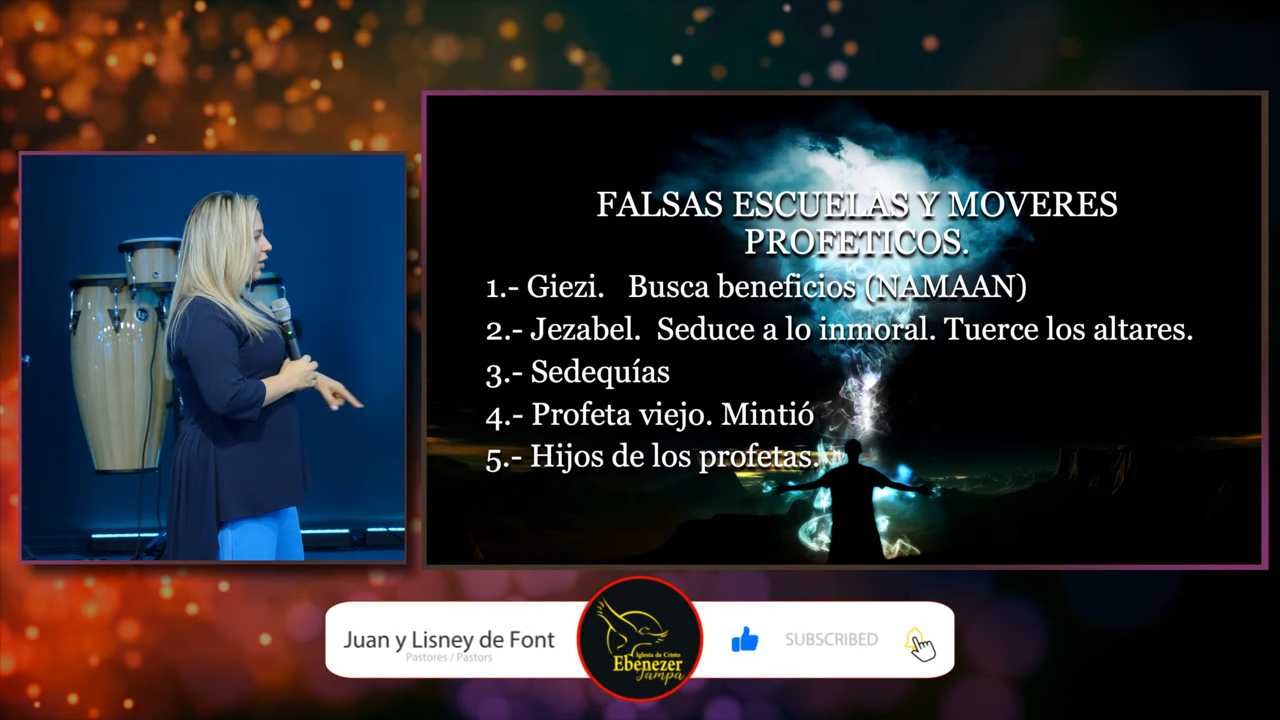 FALSAS ESCUELAS Y MOVERES
PROFETICOS.
1.- Giezi. Busca beneficios (NAMAAN)
2.- Jezabel. Seduce a lo inmoral. Tuerce los altares.
3.- Sedequías
4.- Profeta viejo. Mintió
5.- Hijos de los profetas.
Juan y Lisney de Font
Pastores / Pastors
Iglesia de Cristo
Ebenezer
Tampa
SUBSCRIBED